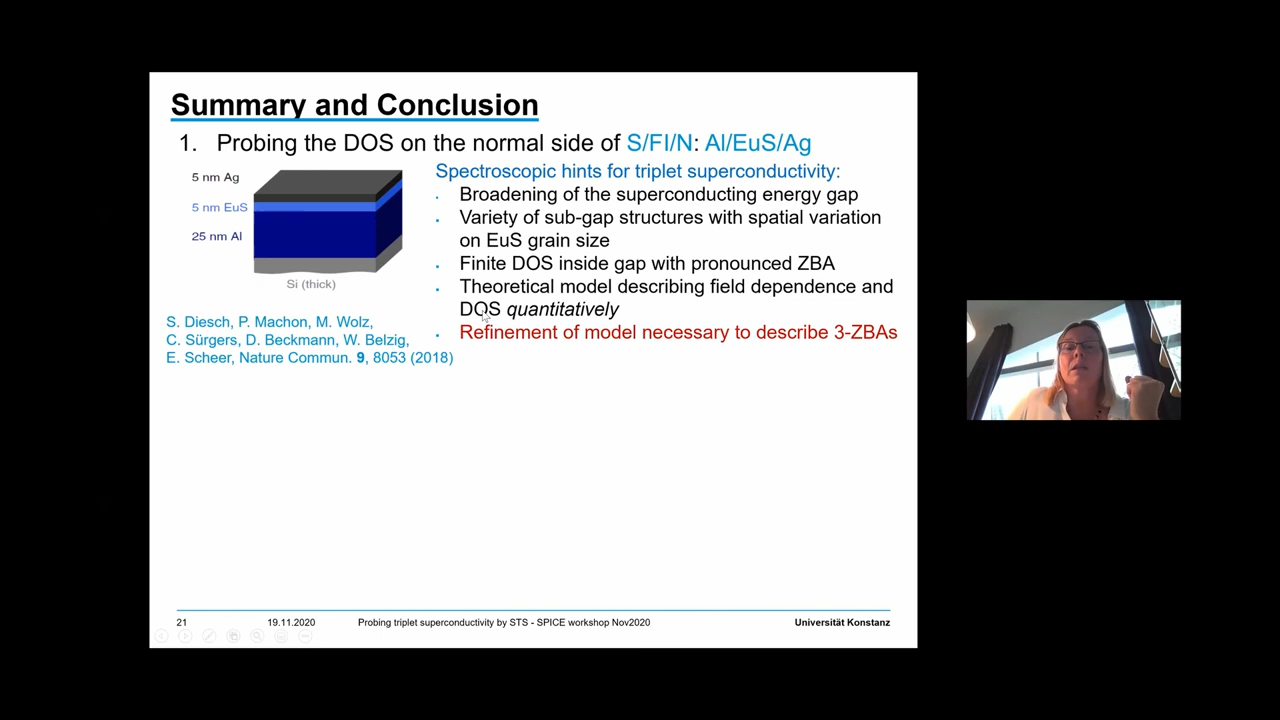 Summary and Conclusion
1. Probing the DOS on the normal side of S/FI/N: Al/EuS/Ag
5 nm Ag
5 nm EuS
25 nm Al
Si (thick)
S. Diesch, P. Machon, M. Wolz,
C. Sürgers, D. Beckmann, W. Belzig,
E. Scheer, Nature Commun. 9, 8053 (2018)
Spectroscopic hints for triplet superconductivity:
Broadening of the superconducting energy gap
Variety of sub-gap structures with spatial variation
on EuS grain size
Finite DOS inside gap with pronounced ZBA
Theoretical model describing field dependence and
DOS quantitatively
Refinement of model necessary to describe 3-ZBAs
21 19.11.2020 Probing triplet superconductivity by STS - SPICE workshop Nov2020 Universität Konstanz